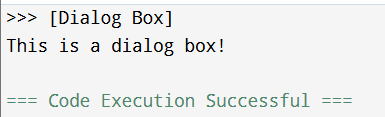 >>> [Dialog Box]
This is a dialog box!
=== Code Execution Successful ===